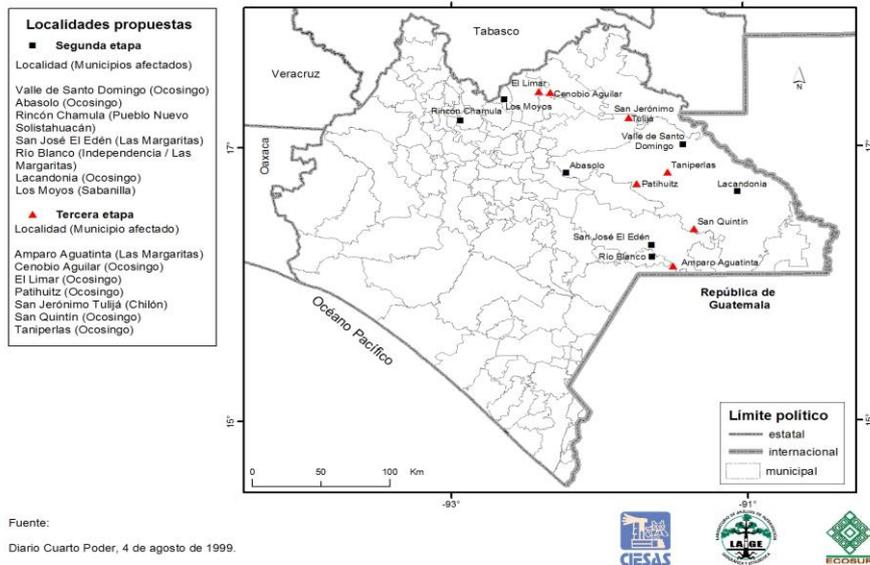 Localidades propuestas
Segunda etapa
Localidad (Municipios afectados)
Valle de Santo Domingo (Ocosingo)
Abasolo (Ocosingo)
Rincón Chamula (Pueblo Nuevo
Solistahuacán)
San José El Edén (Las Margaritas)
Río Blanco (Independencia / Las
Margaritas)
Lacandonia (Ocosingo)
Los Moyos (Sabanilla)
Tercera etapa
Localidad (Municipio afectado)
Amparo Aguatinta (Las Margaritas)
Cenobio Aguilar (Ocosingo)
El Limar (Ocosingo)
Patihuitz (Ocosingo)
San Jerónimo Tulijá (Chilón)
San Quintín (Ocosingo)
Taniperlas (Ocosingo)
-93
-91
Tabasco
Veracruz
N
El Limar
Cenobio Aguilar
Los Moyos
Rincón Chamula
San Jerónimo
Tulijá
17°
17°
Valle de Santo
Domingo
Oaxaca
Abasolo
Taniperlas
Patihuitz
Lacandonia
San Quintín
San José El Edén
Río Blanco
Amparo Aguatinta
República de
Guatemala
Océano Pacífico
15°
15°
Límite político
estatal
internacional
municipal
0 50 100 Km
-93
-91
Fuente:
Diario Cuarto Poder, 4 de agosto de 1999.
CIESAS
LAIGE
ECOSUR